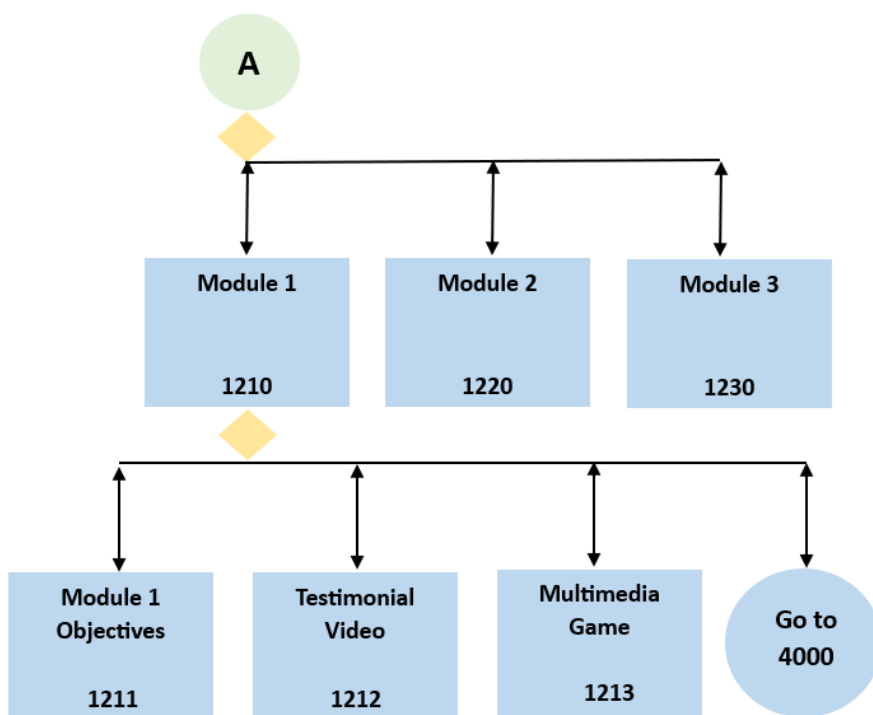 A
Module 1
1210
Module 2
1220
Module 3
1230
Module 1
Objectives
1211
Testimonial
Video
1212
Multimedia
Game
1213
Go to
4000